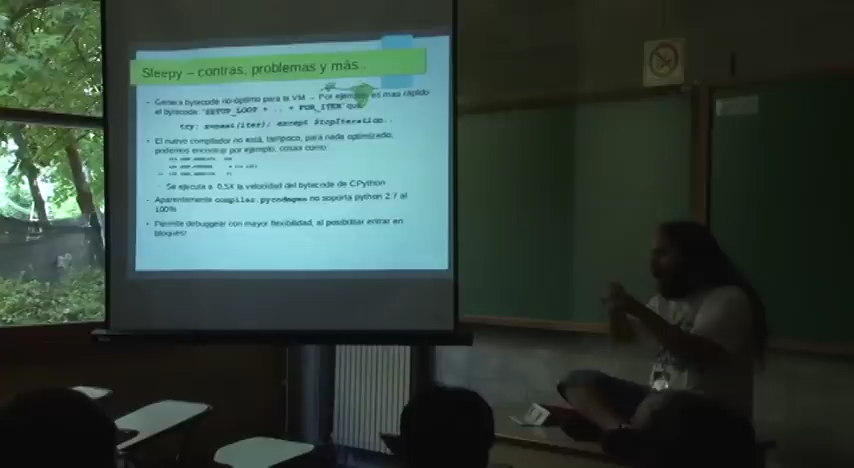 Sleepy – contras, problemas y más..
Genera bytecode no-óptimo para la VM – Por ejemplo, es mas rápido
el bytecode "SETUP_LOOP + .. + FOR_ITER" que
try: repeat(iter); except StopIteration..
El nuevo compilador no está, tampoco, para nada optimizado,
podemos encontrar por ejemplo, cosas como
Se ejecuta a 0.5X la velocidad del bytecode de CPython
Aparentemente compiler.pycodegen no soporta python 2.7 al
100%
Permite debuggear con mayor flexibilidad, al posibilitar entrar en
bloques!